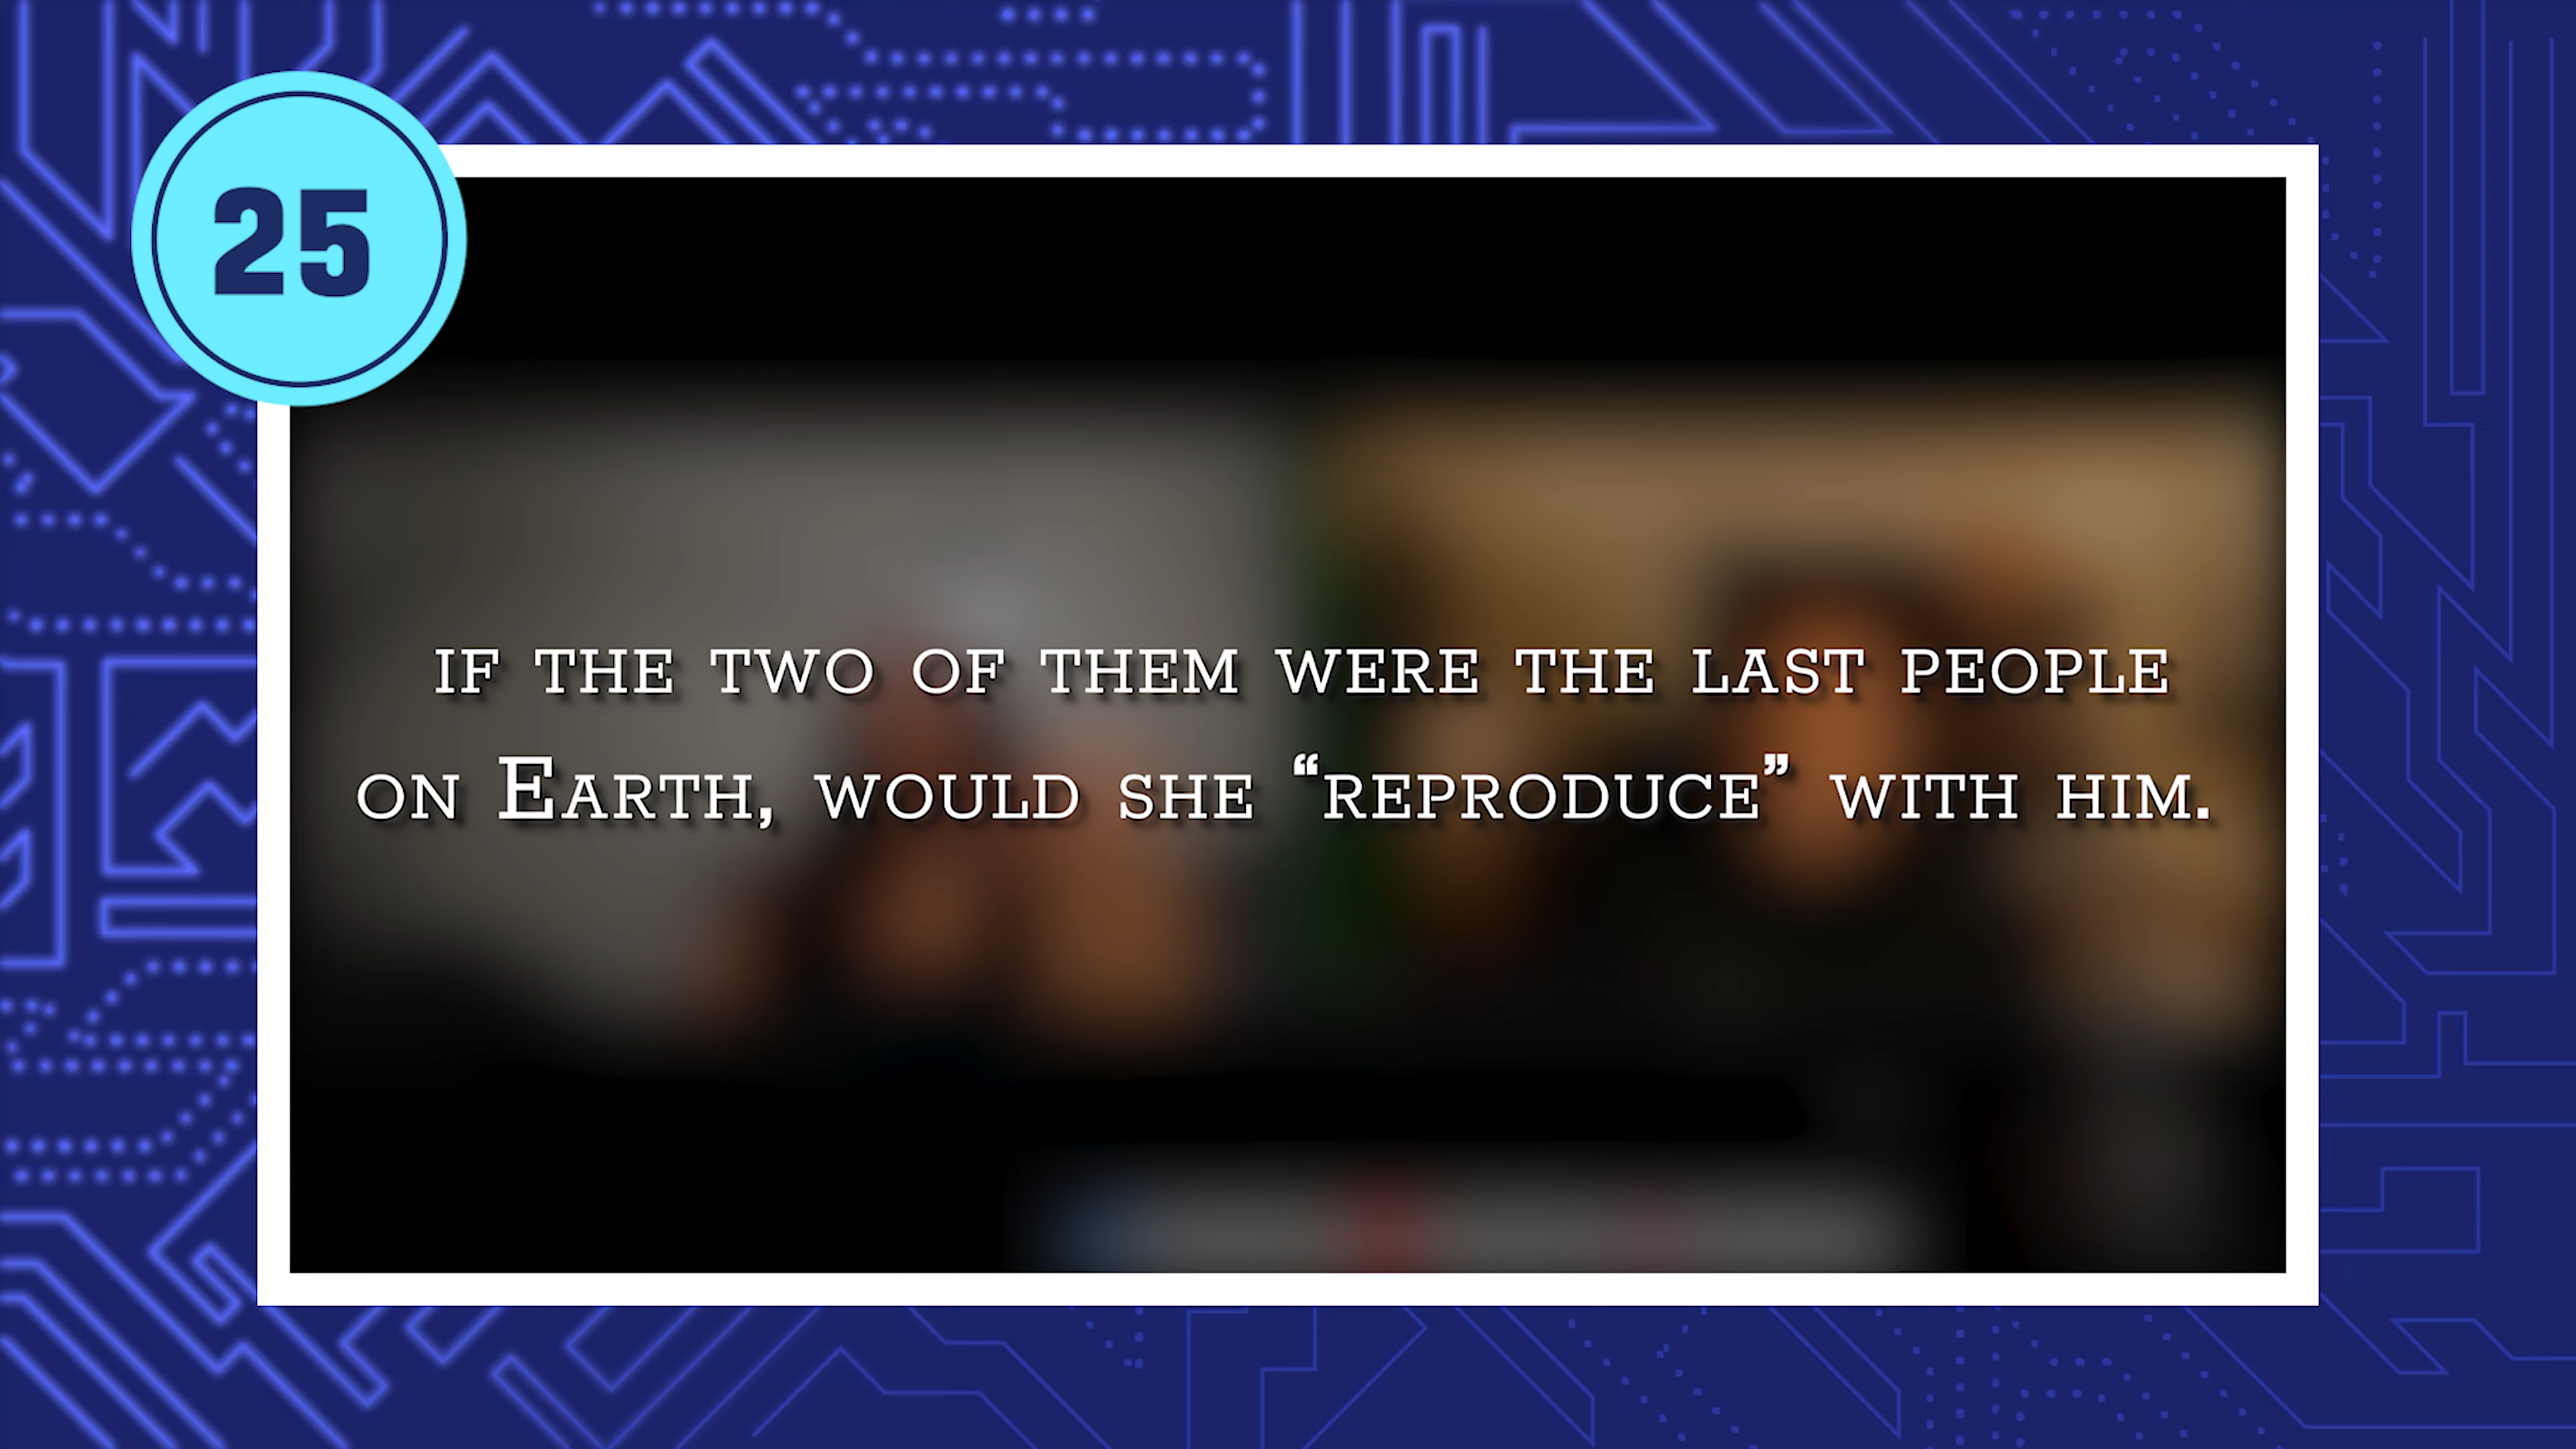 25
IF THE TWO OF THEM WERE THE LAST PEOPLE
ON EARTH, WOULD SHE “REPRODUCE” WITH HIM.